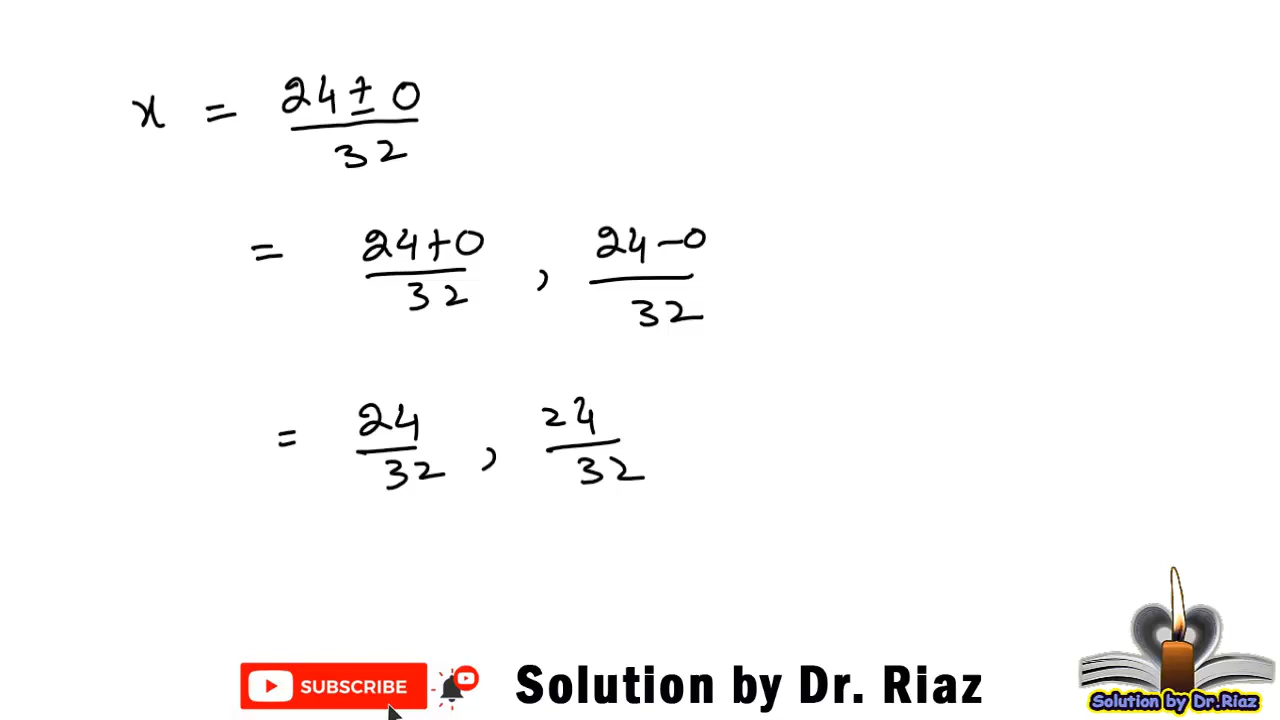 x = 24 ± 0 / 32
= 24+0 / 32 , 24-0 / 32
= 24 / 32 , 24 / 32
SUBSCRIBE
Solution by Dr. Riaz
Solution by Dr.Riaz